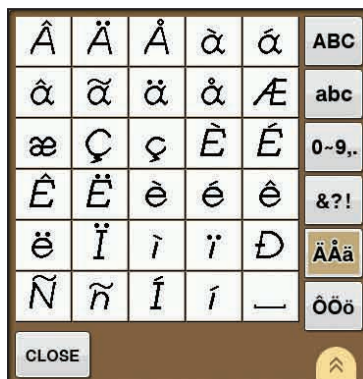 Â Ä Å à á
â ã ä å Æ
æ Ç ç È É
Ê Ë è é ê
ë Ï ì ï Ð
Ñ ñ Í í
ABC
abc
0~9,.
&?!
ÄÅä
ÔÖö
CLOSE